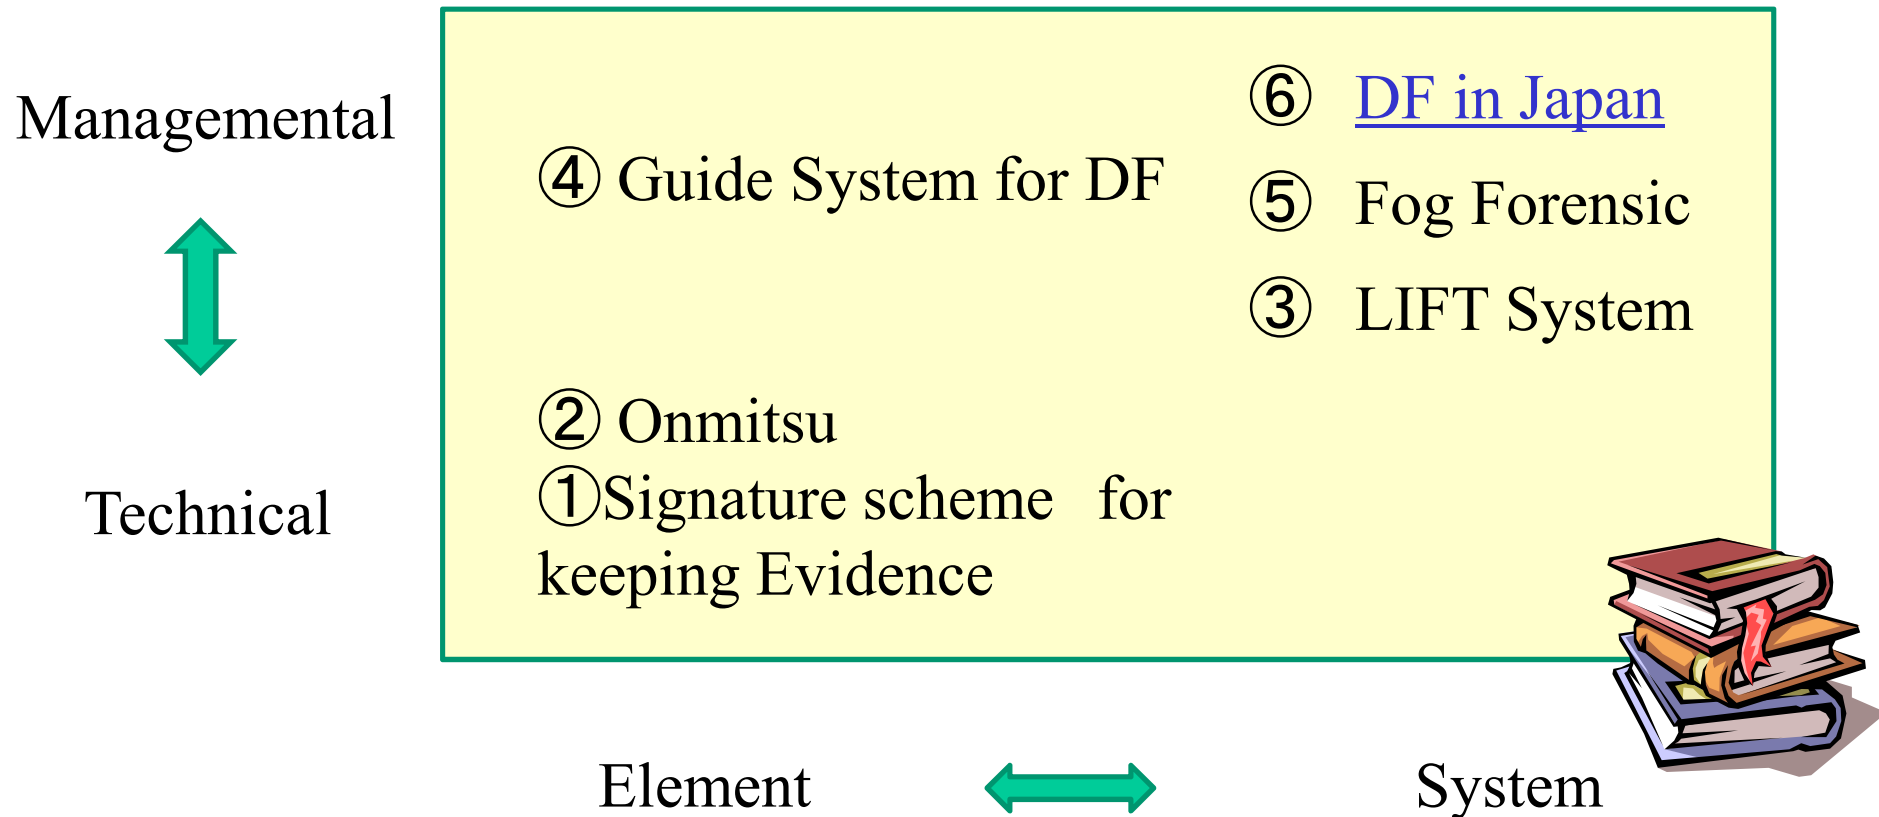 Managemental
Technical
④ Guide System for DF
② Onmitsu
①Signature scheme for
keeping Evidence
⑥ DF in Japan
⑤ Fog Forensic
③ LIFT System
Element
System